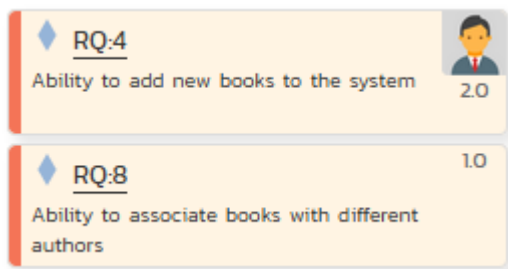 RQ:4
Ability to add new books to the system
2.0
RQ:8
1.0
Ability to associate books with different
authors